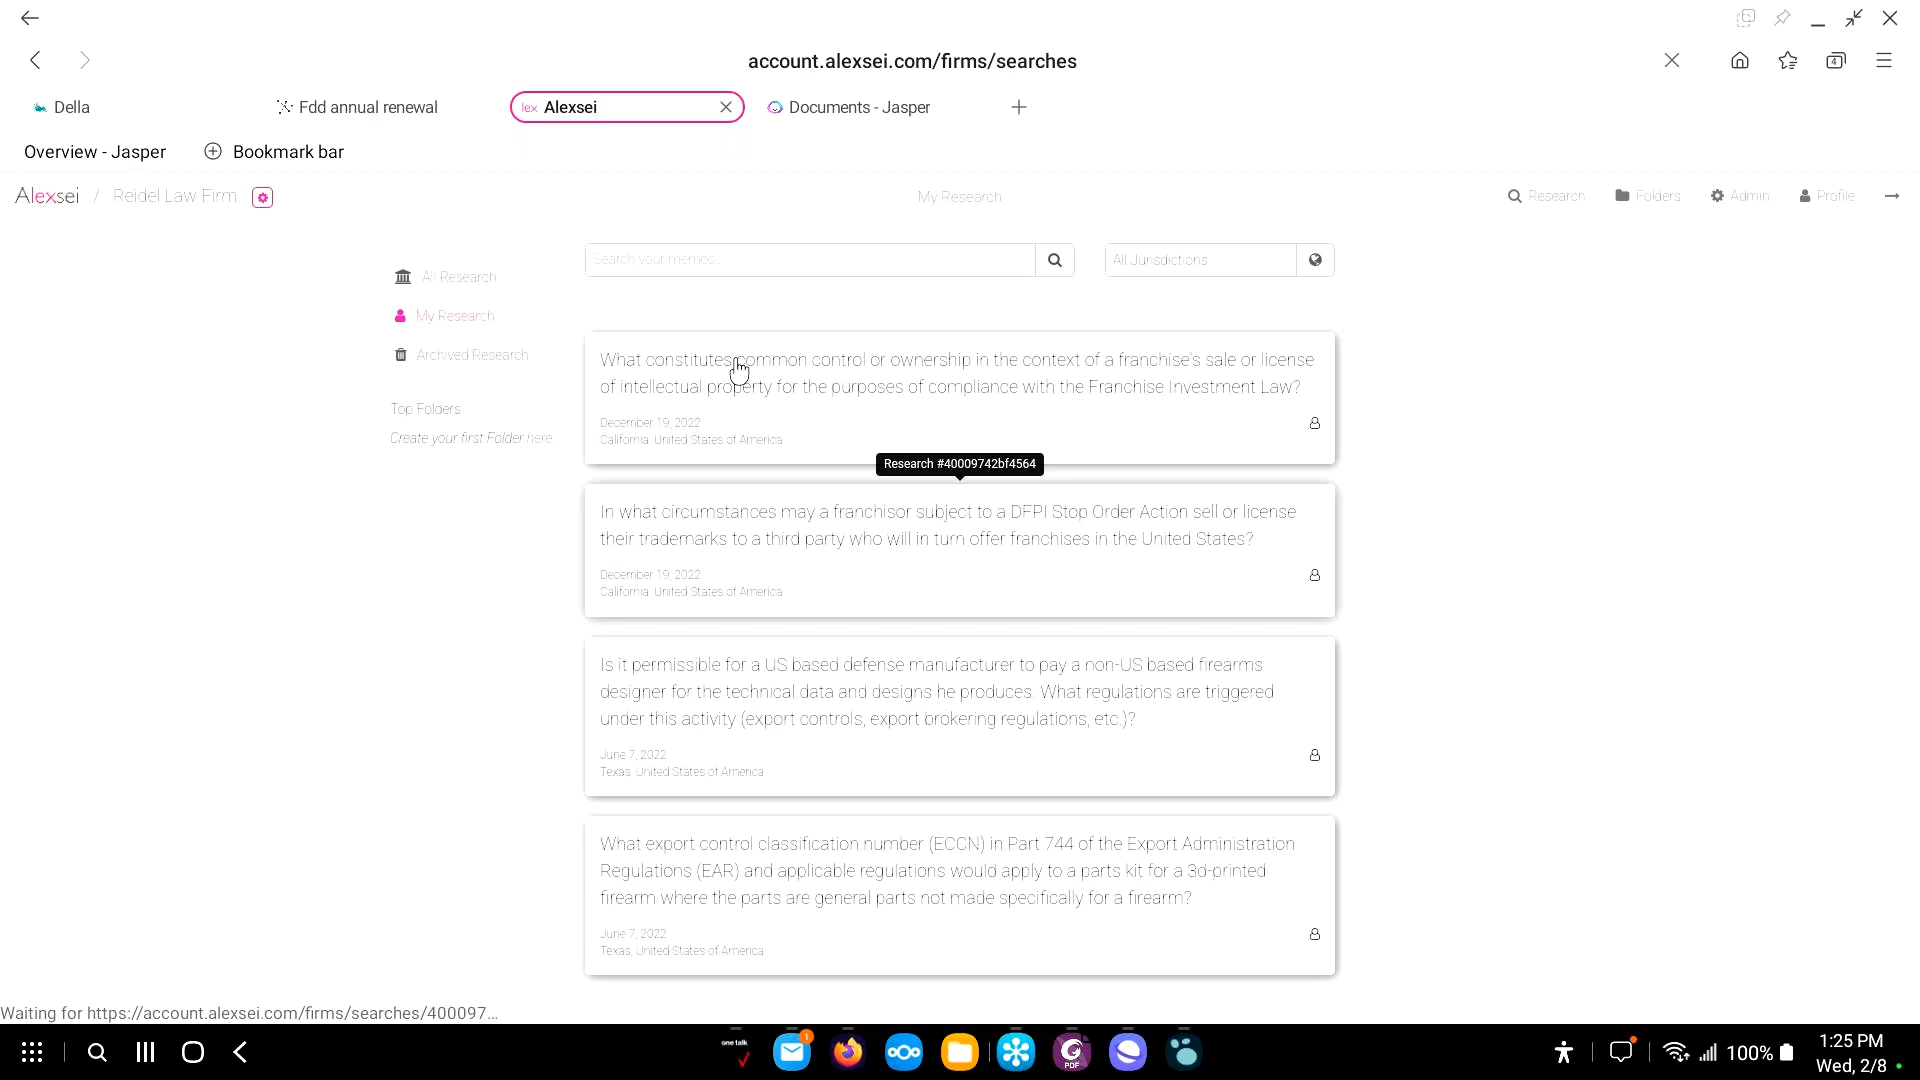 account.alexsei.com/firms/searches
4
Della
Fdd annual renewal
lex Alexsei
Documents - Jasper
Overview - Jasper
Bookmark bar
Alexsei / Reidel Law Firm
My Research
Research
Folders
Admin
Profile
Search your memos...
All Jurisdictions
All Research
My Research
Archived Research
Top Folders
Create your first Folder here
What constitutes common control or ownership in the context of a franchise's sale or license
of intellectual property for the purposes of compliance with the Franchise Investment Law?
December 19, 2022
California, United States of America
Research #40009742bf4564
In what circumstances may a franchisor subject to a DFPI Stop Order Action sell or license
their trademarks to a third party who will in turn offer franchises in the United States?
December 19, 2022
California, United States of America
Is it permissible for a US based defense manufacturer to pay a non-US based firearms
designer for the technical data and designs he produces. What regulations are triggered
under this activity (export controls, export brokering regulations, etc.)?
June 7, 2022
Texas, United States of America
What export control classification number (ECCN) in Part 744 of the Export Administration
Regulations (EAR) and applicable regulations would apply to a parts kit for a 3d-printed
firearm where the parts are general parts not made specifically for a firearm?
June 7, 2022
Texas, United States of America
Waiting for https://account.alexsei.com/firms/searches/400097...
one talk
1
PDF
100%
1:25 PM
Wed, 2/8